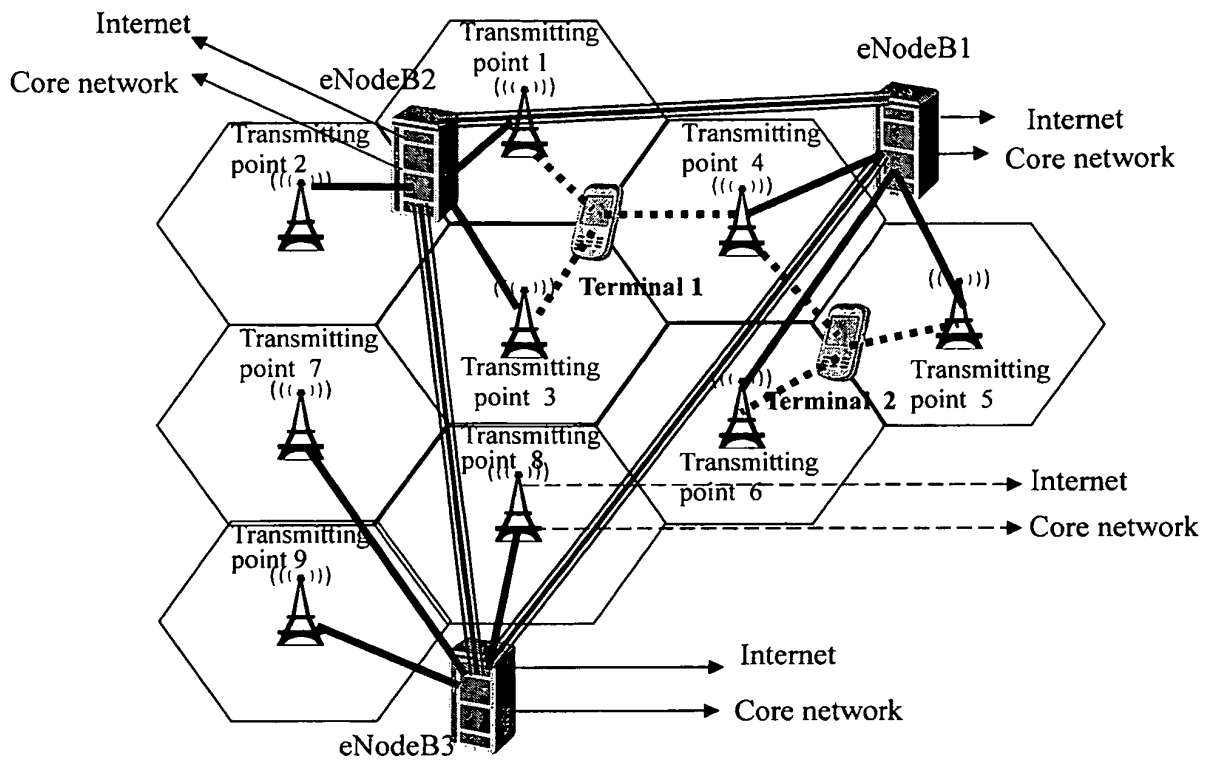 Internet
Core network
eNodeB2
Transmitting
point 1
eNodeB1
Internet
Core network
Transmitting
point 2
Transmitting
point 4
Terminal 1
Transmitting
point 7
Transmitting
point 3
Terminal 2
Transmitting
point 5
Transmitting
point 8
Transmitting
point 6
Internet
Core network
Transmitting
point 9
Internet
Core network
eNodeB3